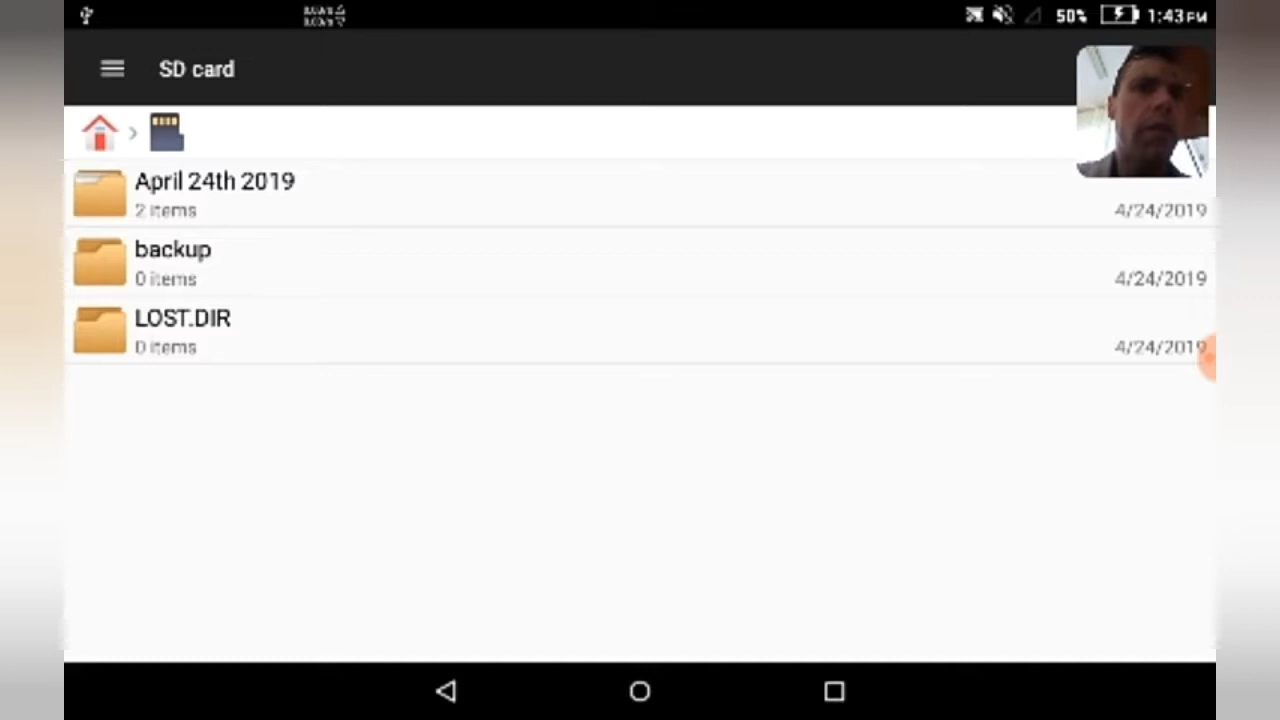 50% 1:43 PM
SD card
April 24th 2019
2 items
4/24/2019
backup
0 items
4/24/2019
LOST.DIR
0 items
4/24/2019